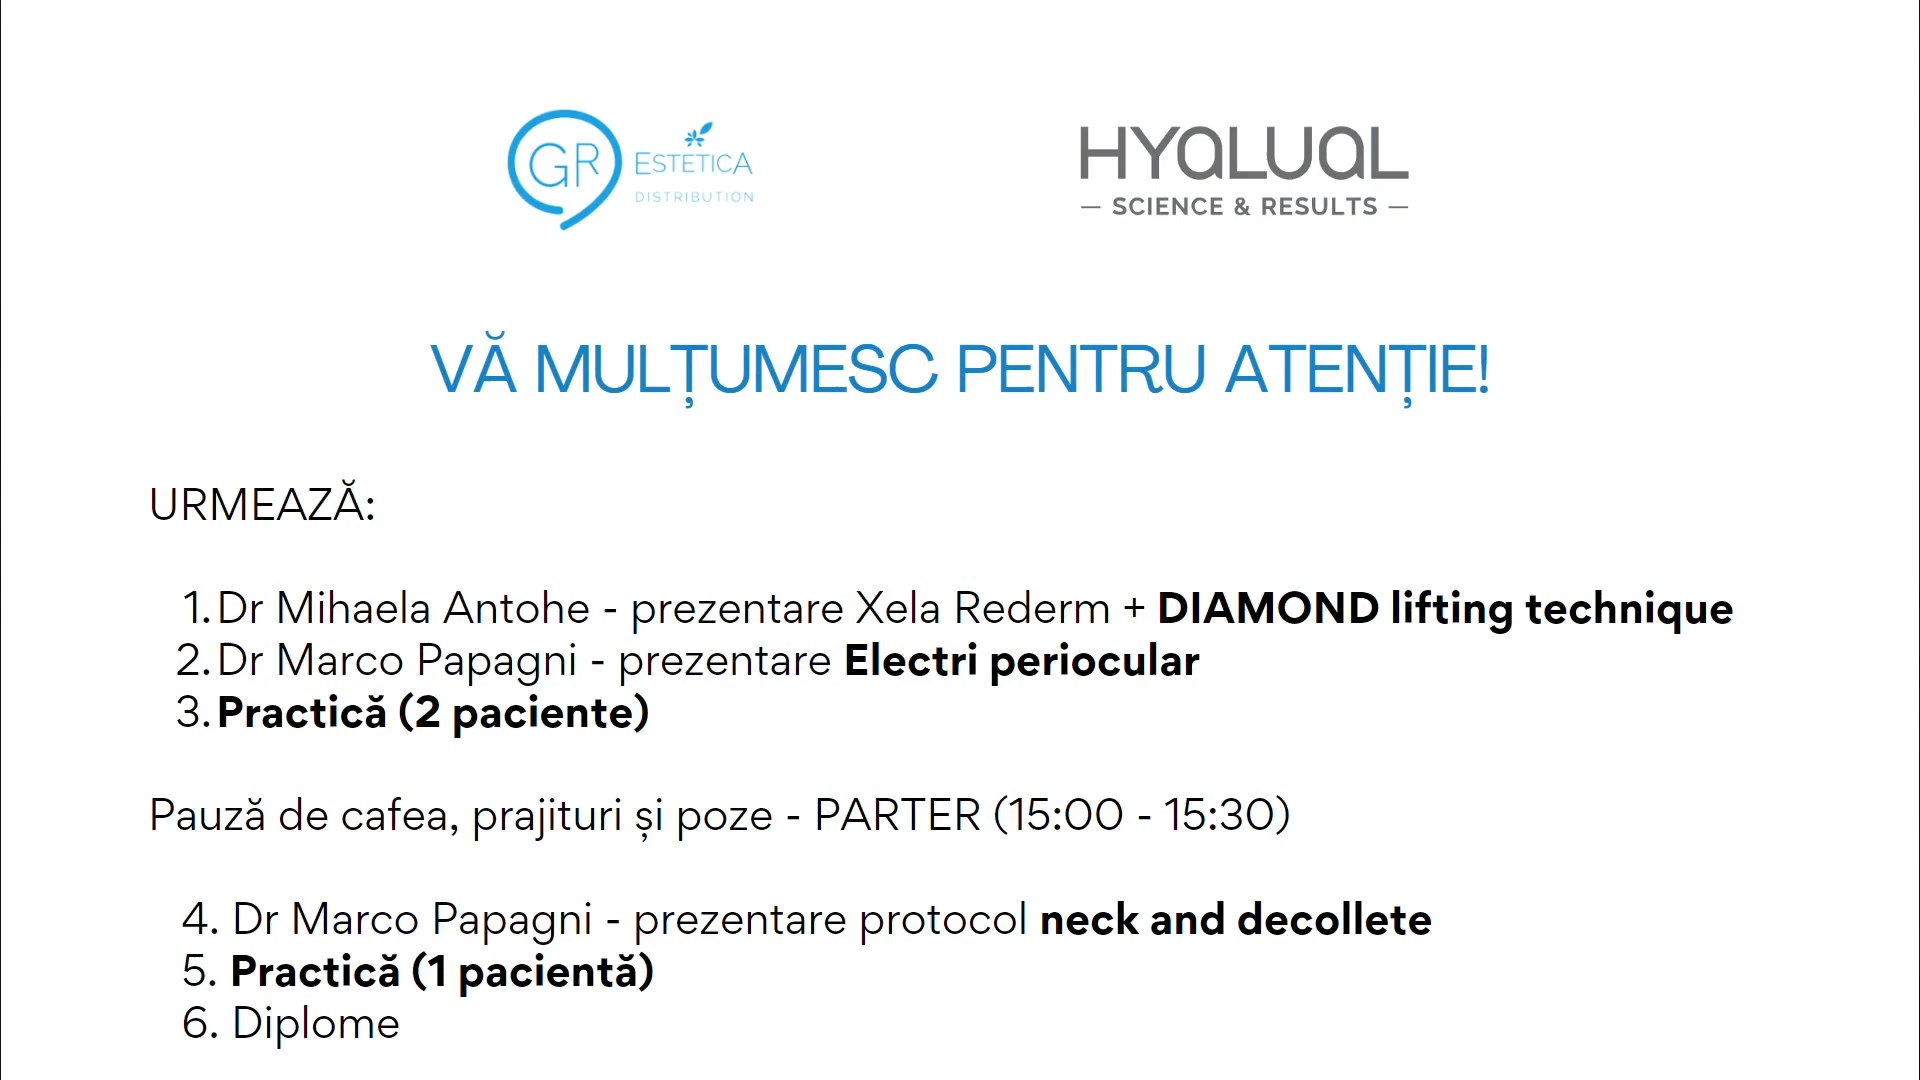 GR ESTETICA
DISTRIBUTION
HYALUAL
— SCIENCE & RESULTS —
VĂ MULȚUMESC PENTRU ATENȚIE!
URMEAZĂ:
1. Dr Mihaela Antohe - prezentare Xela Rederm + DIAMOND lifting technique
2. Dr Marco Papagni - prezentare Electri periocular
3. Practică (2 paciente)
Pauză de cafea, prajituri și poze - PARTER (15:00 - 15:30)
4. Dr Marco Papagni - prezentare protocol neck and decollete
5. Practică (1 pacientă)
6. Diplome